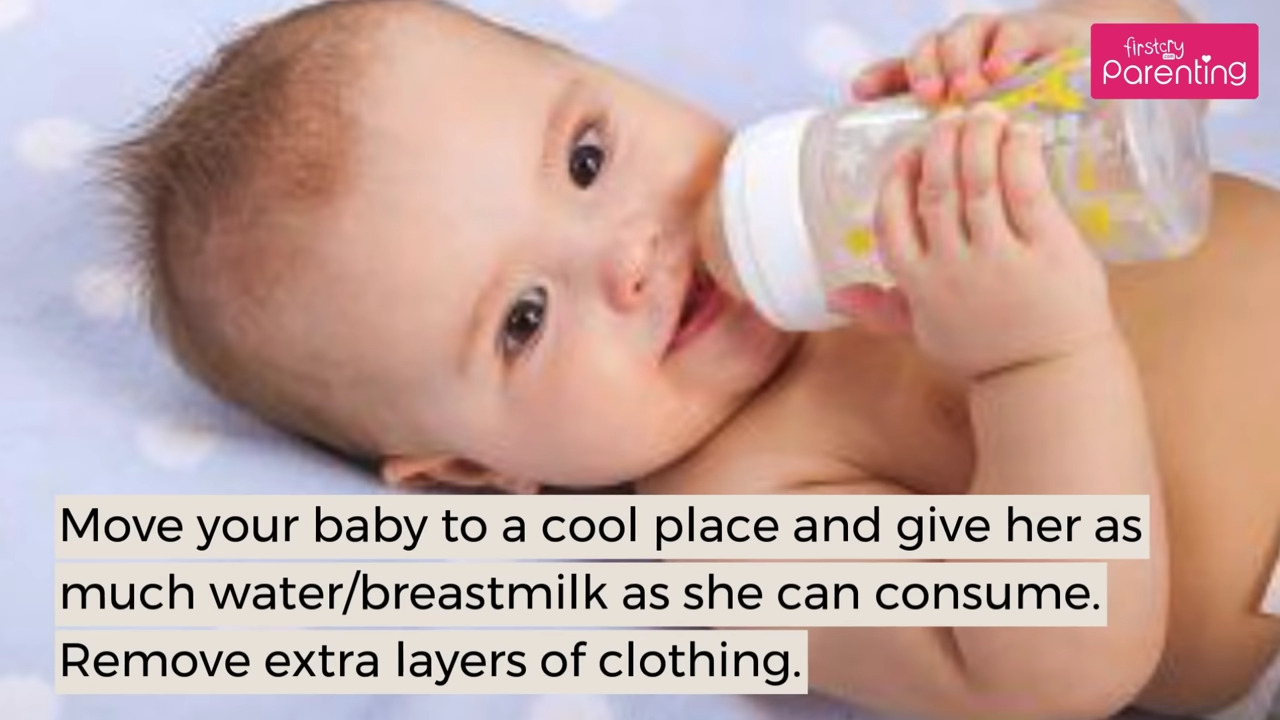 firstcry
.com
Parenting
Move your baby to a cool place and give her as
much water/breastmilk as she can consume.
Remove extra layers of clothing.